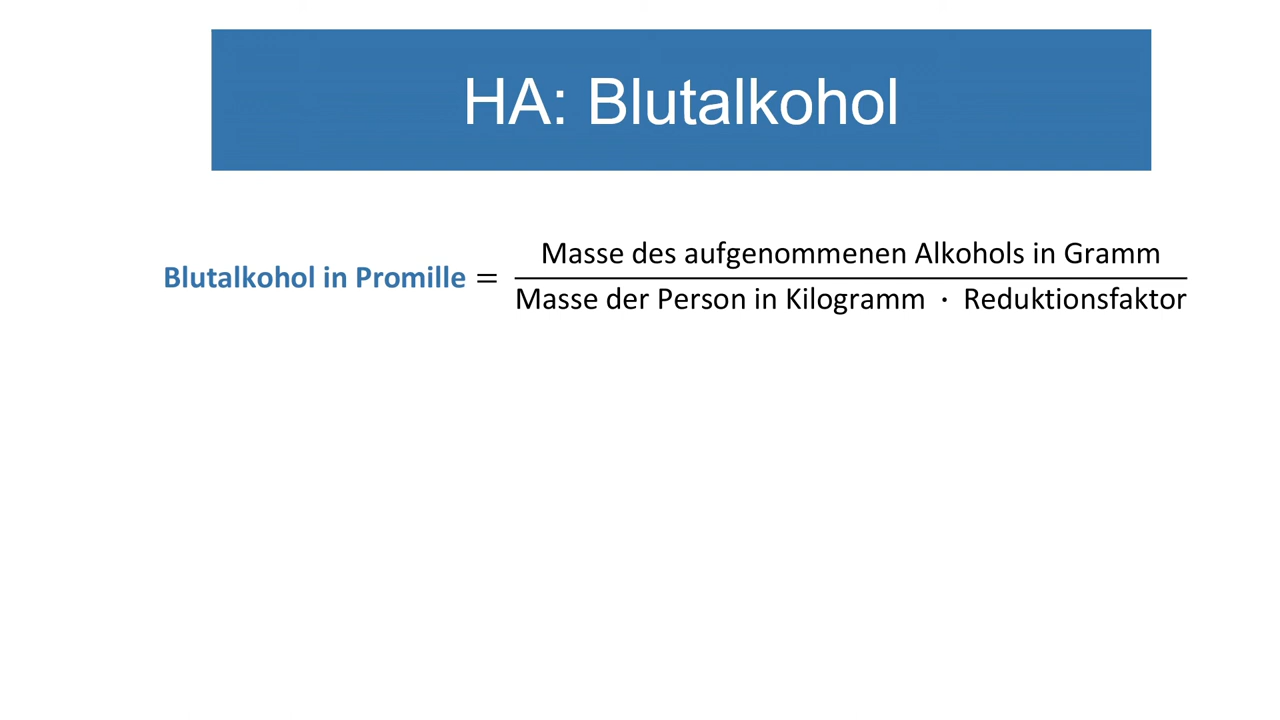 HA: Blutalkohol
Blutalkohol in Promille = Masse des aufgenommenen Alkohols in Gramm
Masse der Person in Kilogramm · Reduktionsfaktor